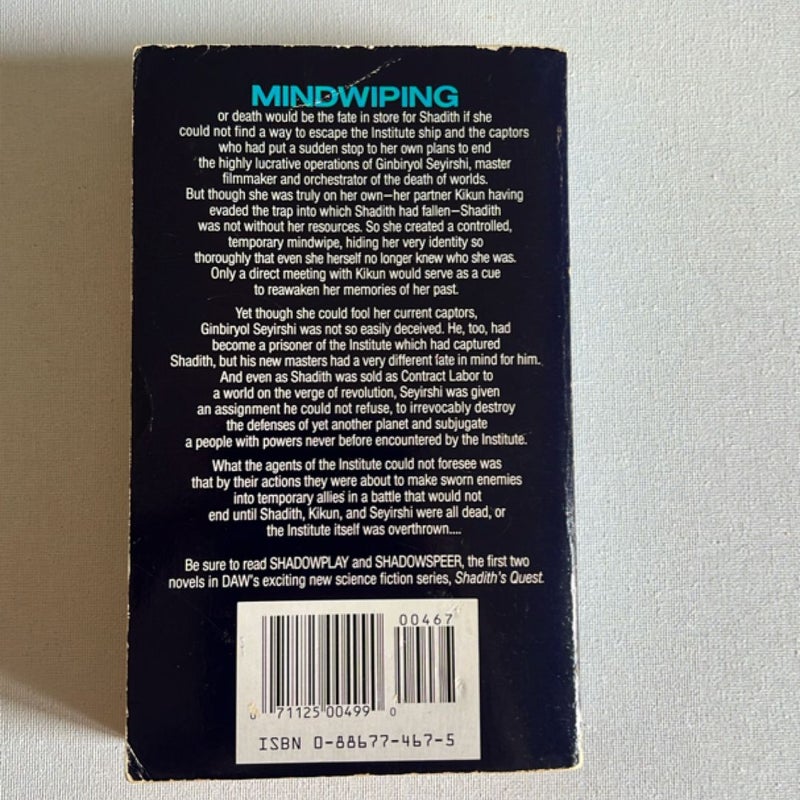 MINDWIPING
or death would be the fate in store for Shadith if she
could not find a way to escape the Institute ship and the captors
who had put a sudden stop to her own plans to end
the highly lucrative operations of Ginbiryol Seyirshi, master
filmmaker and orchestrator of the death of worlds.
But though she was truly on her own—her partner Kikun having
evaded the trap into which Shadith had fallen—Shadith
was not without her resources. So she created a controlled,
temporary mindwipe, hiding her very identity so
thoroughly that even she herself no longer knew who she was.
Only a direct meeting with Kikun would serve as a cue
to reawaken her memories of her past.
Yet though she could fool her current captors,
Ginbiryol Seyirshi was not so easily deceived. He, too, had
become a prisoner of the Institute which had captured
Shadith, but his new masters had a very different fate in mind for him.
And even as Shadith was sold as Contract Labor to
a world on the verge of revolution, Seyirshi was given
an assignment he could not refuse, to irrevocably destroy
the defenses of yet another planet and subjugate
a people with powers never before encountered by the Institute.
What the agents of the Institute could not foresee was
that by their actions they were about to make sworn enemies
into temporary allies in a battle that would not
end until Shadith, Kikun, and Seyirshi were all dead, or
the Institute itself was overthrown....
Be sure to read SHADOWPLAY and SHADOWSPEER, the first two
novels in DAW's exciting new science fiction series, Shadith's Quest.
00467
0 71125 00499 0
ISBN 0-88677-467-5